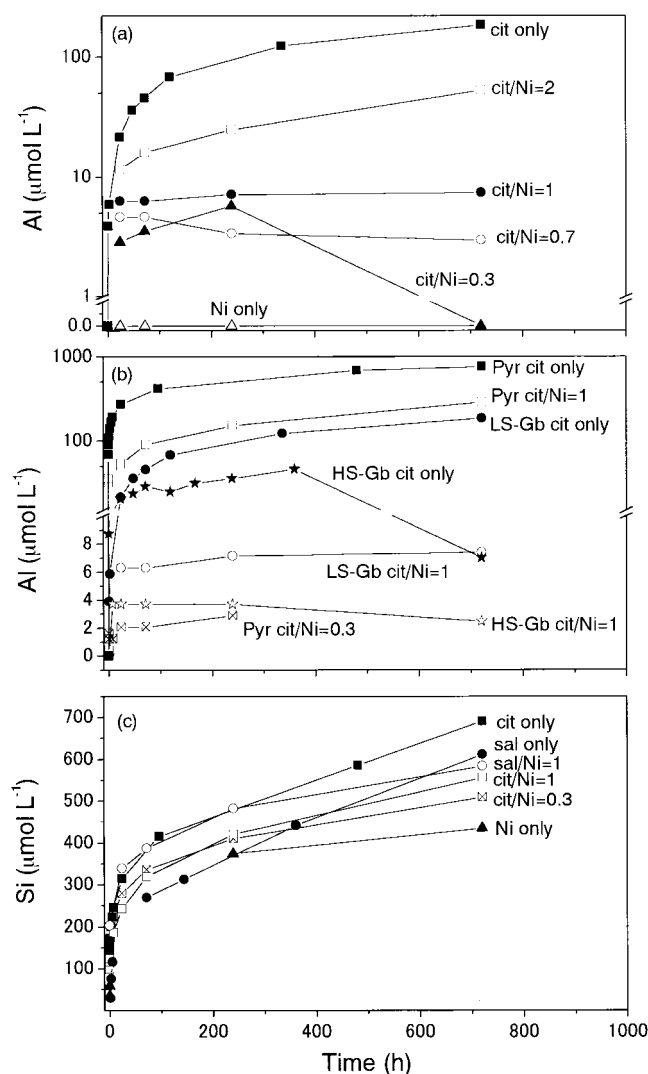 (a)
cit only
cit/Ni=2
cit/Ni=1
cit/Ni=0.7
cit/Ni=0.3
Ni only
Al (μmol L⁻¹)
100
10
1
0.0
(b)
Pyr cit only
Pyr cit/Ni=1
LS-Gb cit only
HS-Gb cit only
LS-Gb cit/Ni=1
HS-Gb cit/Ni=1
Pyr cit/Ni=0.3
Al (μmol L⁻¹)
1000
100
8
6
4
2
0
(c)
cit only
sal only
sal/Ni=1
cit/Ni=1
cit/Ni=0.3
Ni only
Si (μmol L⁻¹)
700
600
500
400
300
200
100
0 200 400 600 800 1000
Time (h)